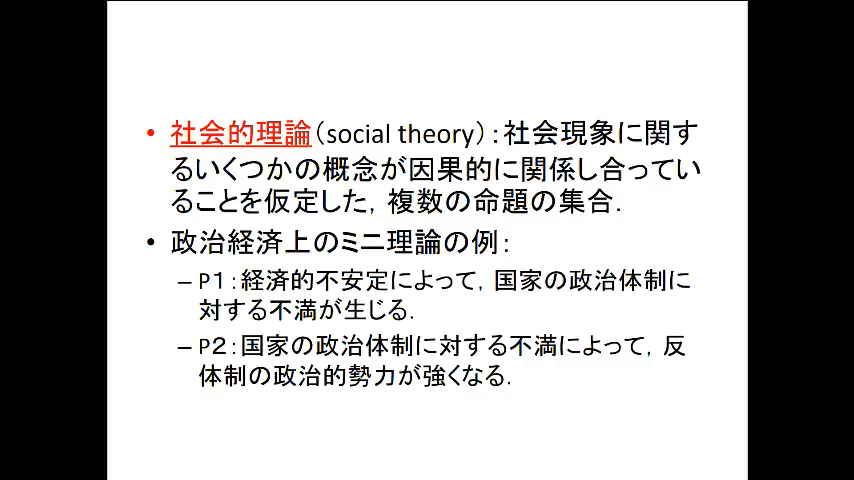 • 社会的理論（social theory）：社会現象に関す
るいくつかの概念が因果的に関係し合ってい
ることを仮定した，複数の命題の集合．
• 政治経済上のミニ理論の例：
– P１：経済的不安定によって，国家の政治体制に
対する不満が生じる．
– P２：国家の政治体制に対する不満によって，反
体制の政治的勢力が強くなる．